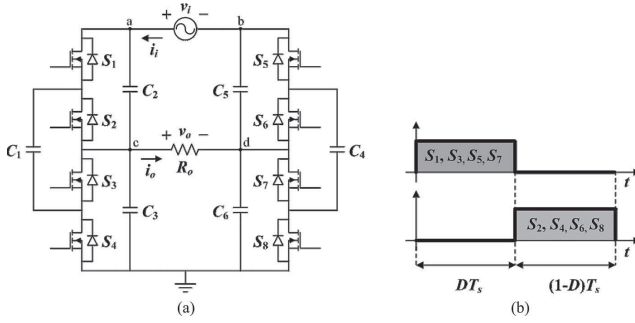 a
+ v_i −
b
i_i
S_1
C_2
C_5
S_5
S_2
S_6
C_1
+ v_o −
c
d
i_o
R_o
C_4
S_3
C_3
C_6
S_7
S_4
S_8
(a)
S_1, S_3, S_5, S_7
t
S_2, S_4, S_6, S_8
t
DT_s
(1-D)T_s
(b)